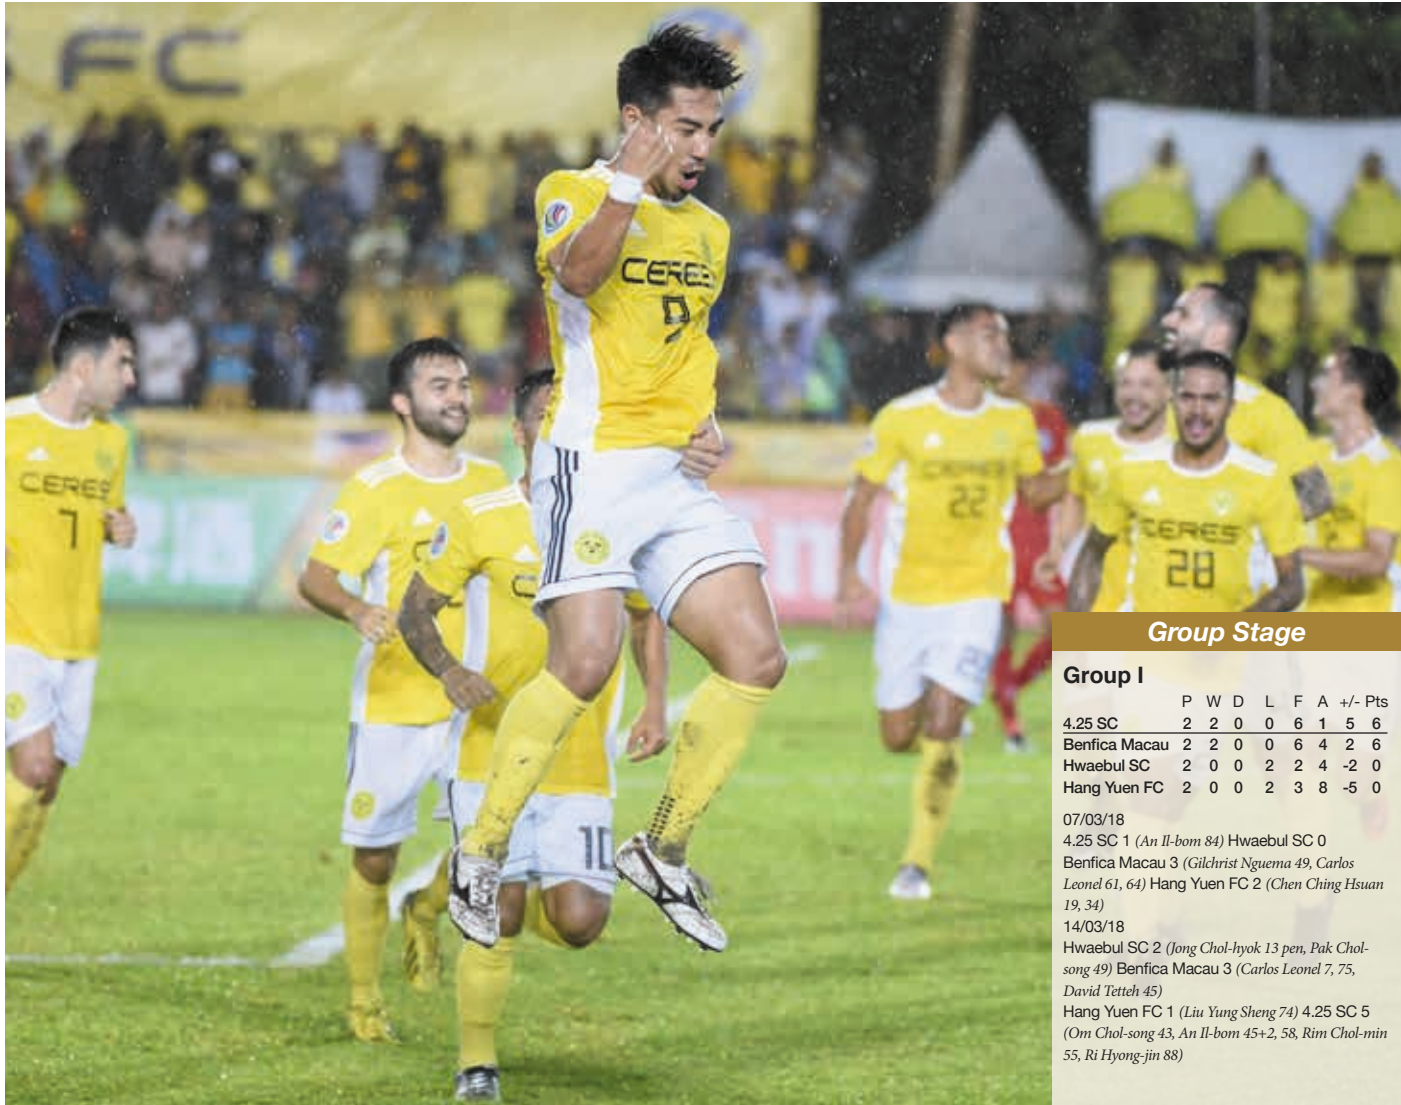 FC
CERES
9
CERES
7
CERES
22
CERES
28
22
10
Group Stage
Group I
P W D L F A +/- Pts
4.25 SC 2 2 0 0 6 1 5 6
Benfica Macau 2 2 0 0 6 4 2 6
Hwaebul SC 2 0 0 2 2 4 -2 0
Hang Yuen FC 2 0 0 2 3 8 -5 0
07/03/18
4.25 SC 1 (An Il-bom 84) Hwaebul SC 0
Benfica Macau 3 (Gilchrist Nguema 49, Carlos
Leonel 61, 64) Hang Yuen FC 2 (Chen Ching Hsuan
19, 34)
14/03/18
Hwaebul SC 2 (Jong Chol-hyok 13 pen, Pak Chol-
song 49) Benfica Macau 3 (Carlos Leonel 7, 75,
David Tetteh 45)
Hang Yuen FC 1 (Liu Yung Sheng 74) 4.25 SC 5
(Om Chol-song 43, An Il-bom 45+2, 58, Rim Chol-min
55, Ri Hyong-jin 88)